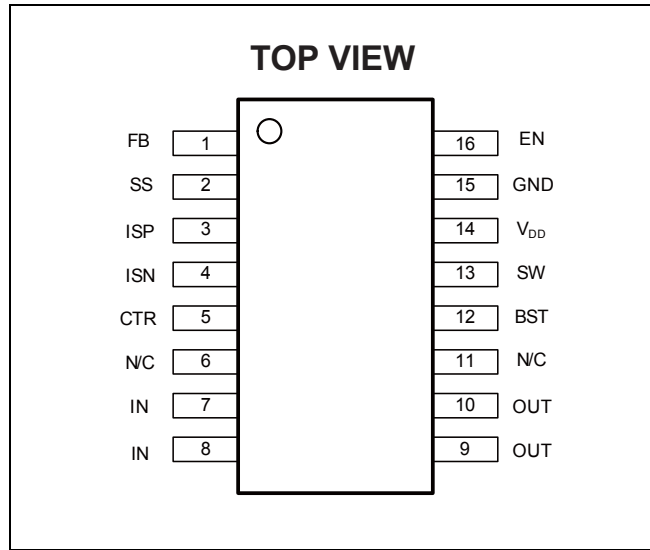 TOP VIEW
FB 1 16 EN
SS 2 15 GND
ISP 3 14 VDD
ISN 4 13 SW
CTR 5 12 BST
N/C 6 11 N/C
IN 7 10 OUT
IN 8 9 OUT